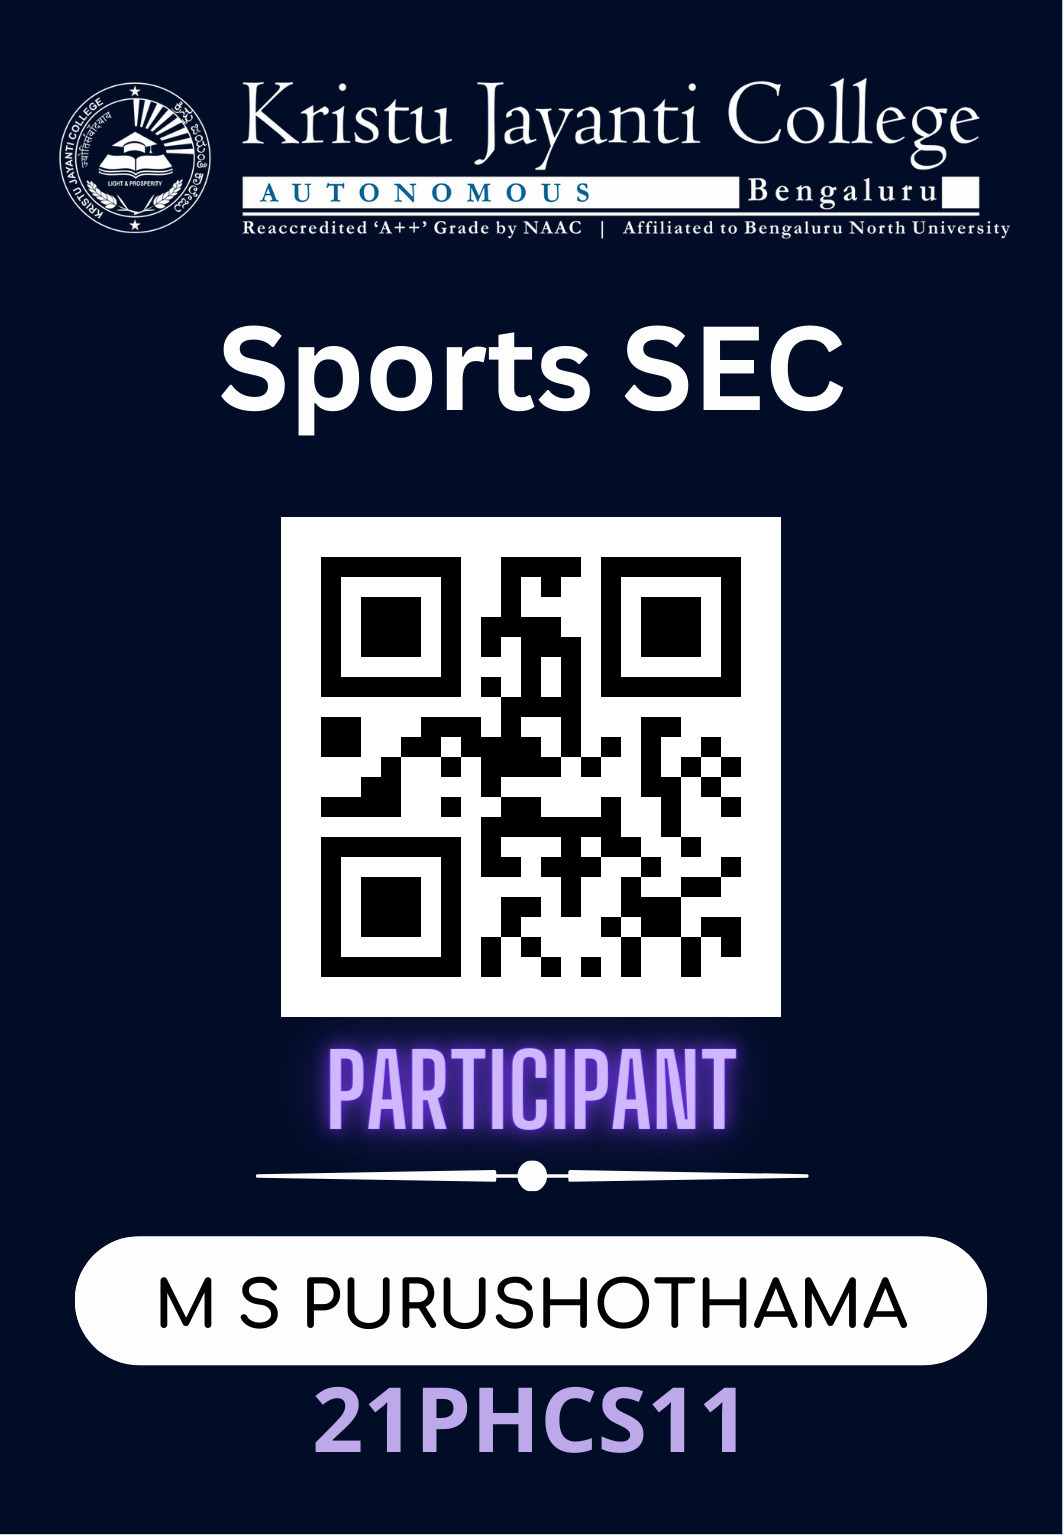 Kristu Jayanti College
AUTONOMOUS Bengaluru
Reaccredited ‘A++’ Grade by NAAC | Affiliated to Bengaluru North University
KRISTU JAYANTI COLLEGE
LIGHT & PROSPERITY
Sports SEC
PARTICIPANT
M S PURUSHOTHAMA
21PHCS11